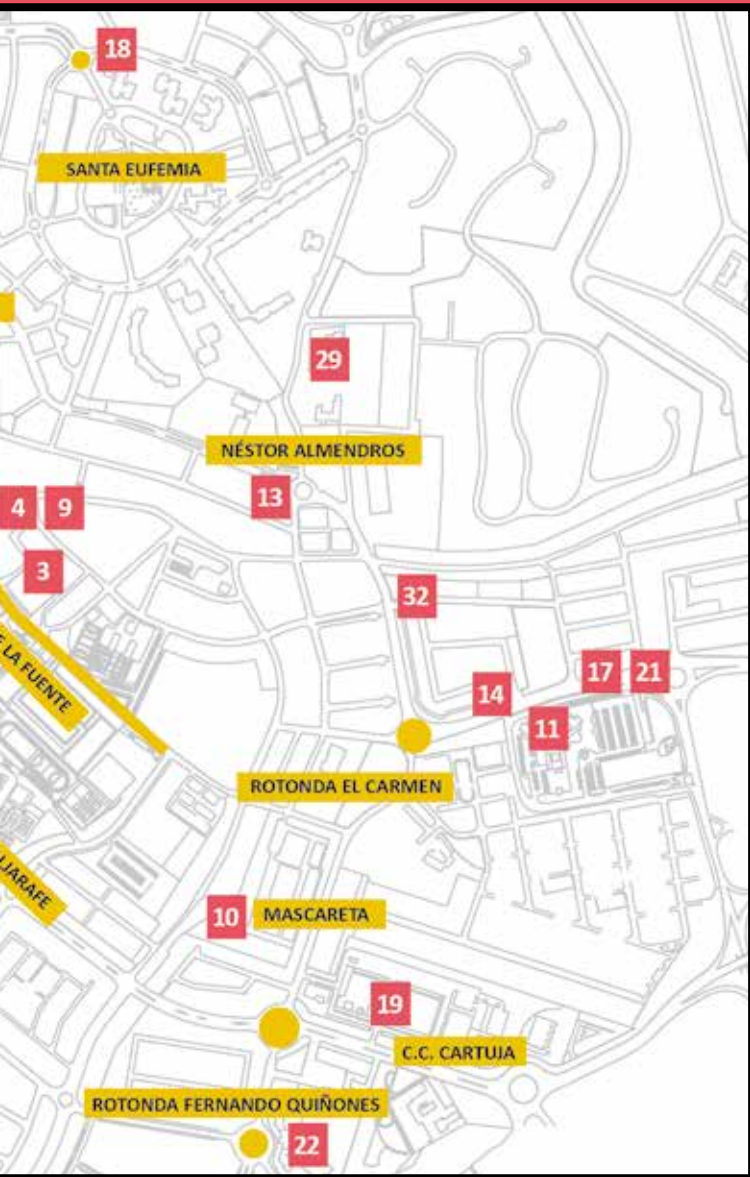 18
SANTA EUFEMIA
29
NÉSTOR ALMENDROS
13
4 9
3
32
LA FUENTE
17 21
14
11
ROTONDA EL CARMEN
10 MASCARETA
19
C.C. CARTUJA
ROTONDA FERNANDO QUIÑONES
22